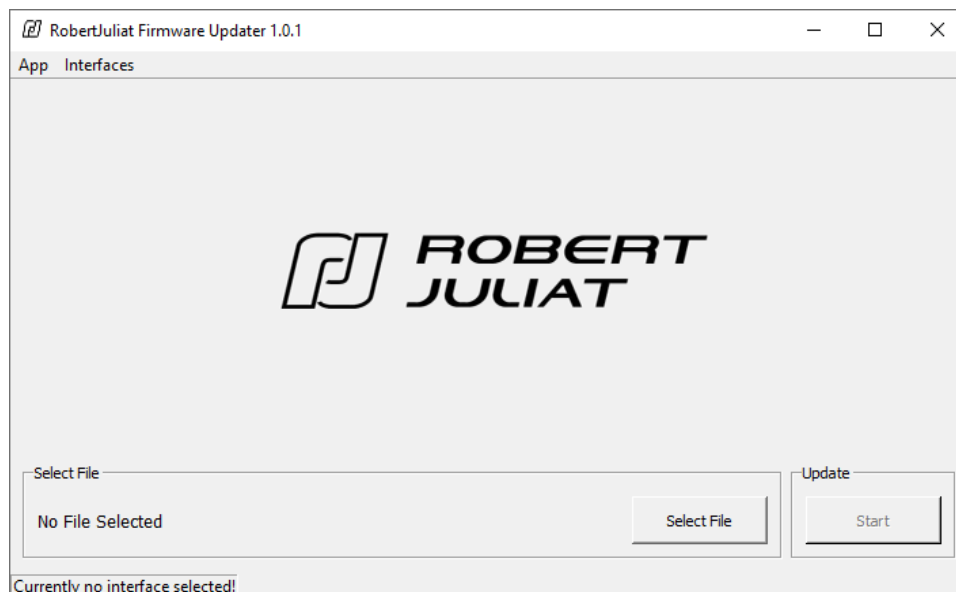 RobertJuliat Firmware Updater 1.0.1
App Interfaces
ROBERT
JULIAT
Select File
Update
No File Selected
Select File
Start
Currently no interface selected!